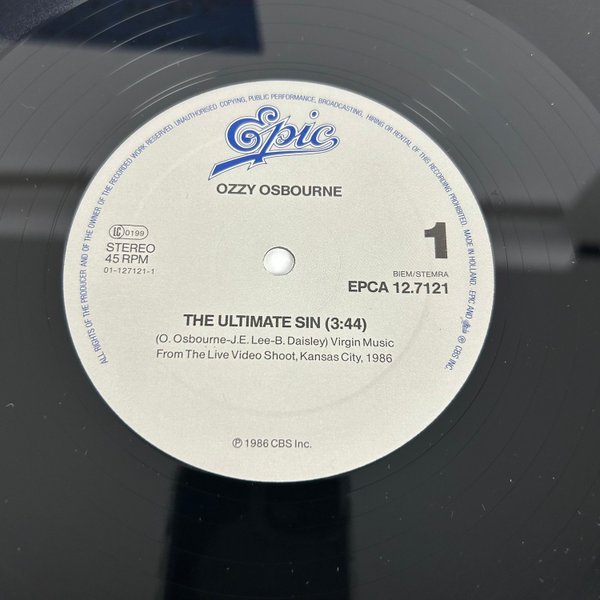 ALL RIGHTS OF THE PRODUCER AND OF THE OWNER OF THE RECORDED WORK RESERVED. UNAUTHORISED COPYING, PUBLIC PERFORMANCE, BROADCASTING, HIRING OR RENTAL OF THIS RECORDING PROHIBITED. MADE IN HOLLAND. EPIC AND Epic ® CBS INC.
Epic
OZZY OSBOURNE
LC 0199
STEREO
45 RPM
01-127121-1
1
BIEM/STEMRA
EPCA 12.7121
THE ULTIMATE SIN (3:44)
(O. Osbourne-J.E. Lee-B. Daisley) Virgin Music
From The Live Video Shoot, Kansas City, 1986
℗ 1986 CBS Inc.